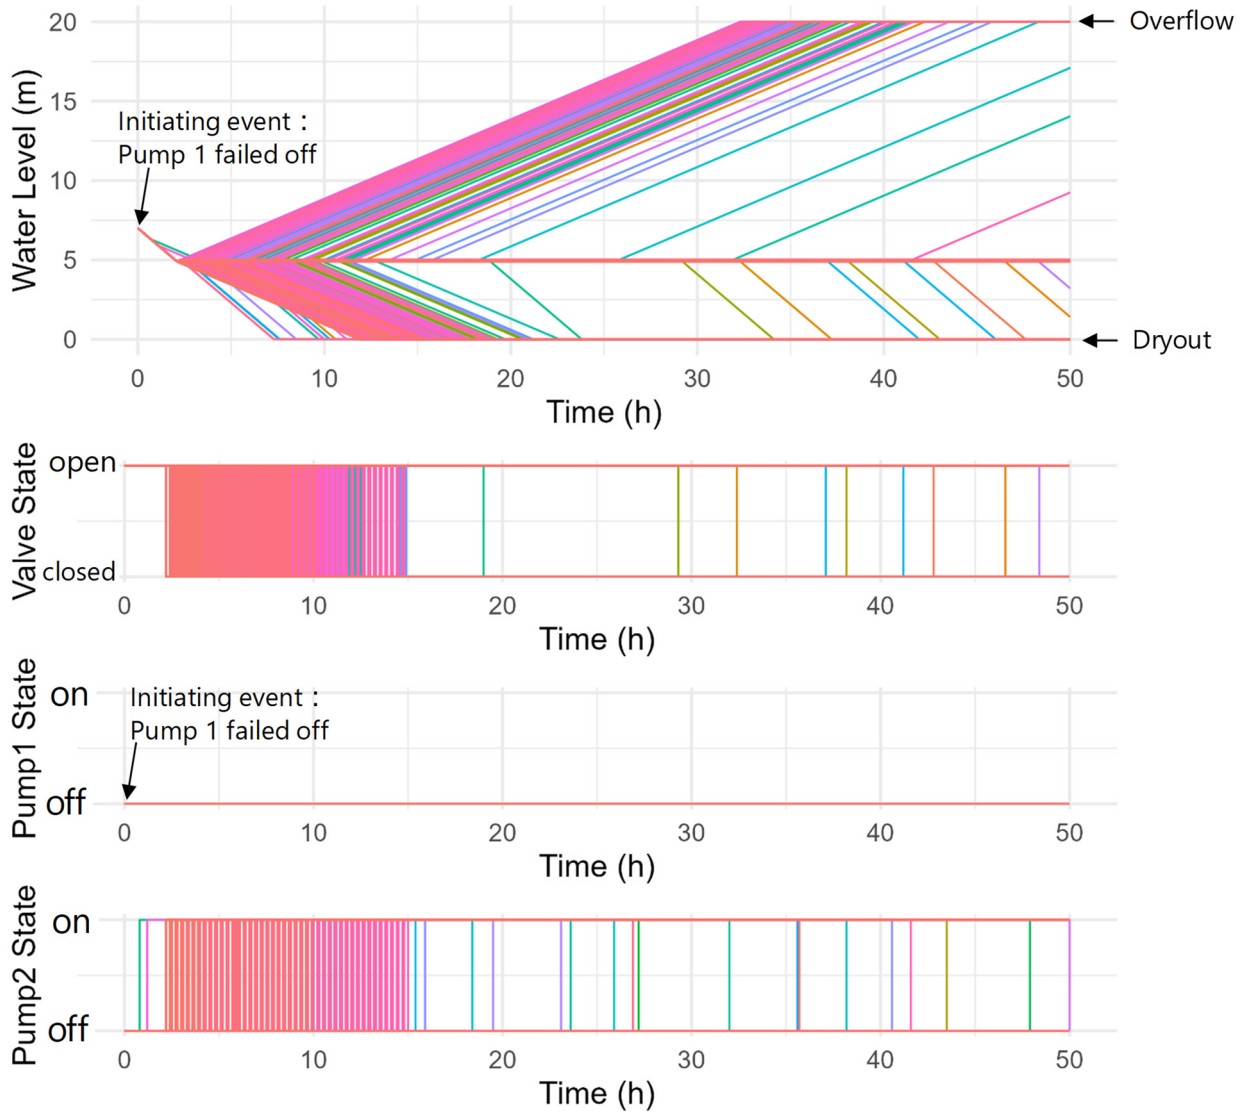 Water Level (m)
20
15
10
5
0
Initiating event :
Pump 1 failed off
Overflow
Dryout
0 10 20 30 40 50
Time (h)
Valve State
open
closed
0 10 20 30 40 50
Time (h)
Pump1 State
on
off
Initiating event :
Pump 1 failed off
0 10 20 30 40 50
Time (h)
Pump2 State
on
off
0 10 20 30 40 50
Time (h)